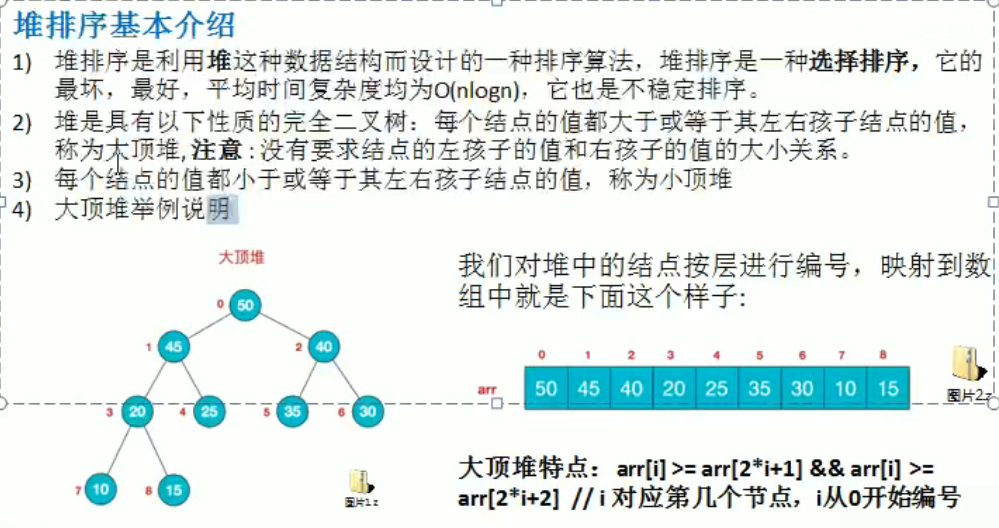 堆排序基本介绍
1) 堆排序是利用堆这种数据结构而设计的一种排序算法，堆排序是一种选择排序，它的
最坏，最好，平均时间复杂度均为O(nlogn)，它也是不稳定排序。
2) 堆是具有以下性质的完全二叉树：每个结点的值都大于或等于其左右孩子结点的值，
称为大顶堆, 注意 : 没有要求结点的左孩子的值和右孩子的值的大小关系。
3) 每个结点的值都小于或等于其左右孩子结点的值，称为小顶堆
4) 大顶堆举例说明
大顶堆
0 50
1 45 2 40
3 20 4 25 5 35 6 30
7 10 8 15
图片1.z
我们对堆中的结点按层进行编号，映射到数
组中就是下面这个样子:
0 1 2 3 4 5 6 7 8
arr 50 45 40 20 25 35 30 10 15
图片2.z
大顶堆特点：arr[i] >= arr[2*i+1] && arr[i] >=
arr[2*i+2] // i 对应第几个节点，i从0开始编号